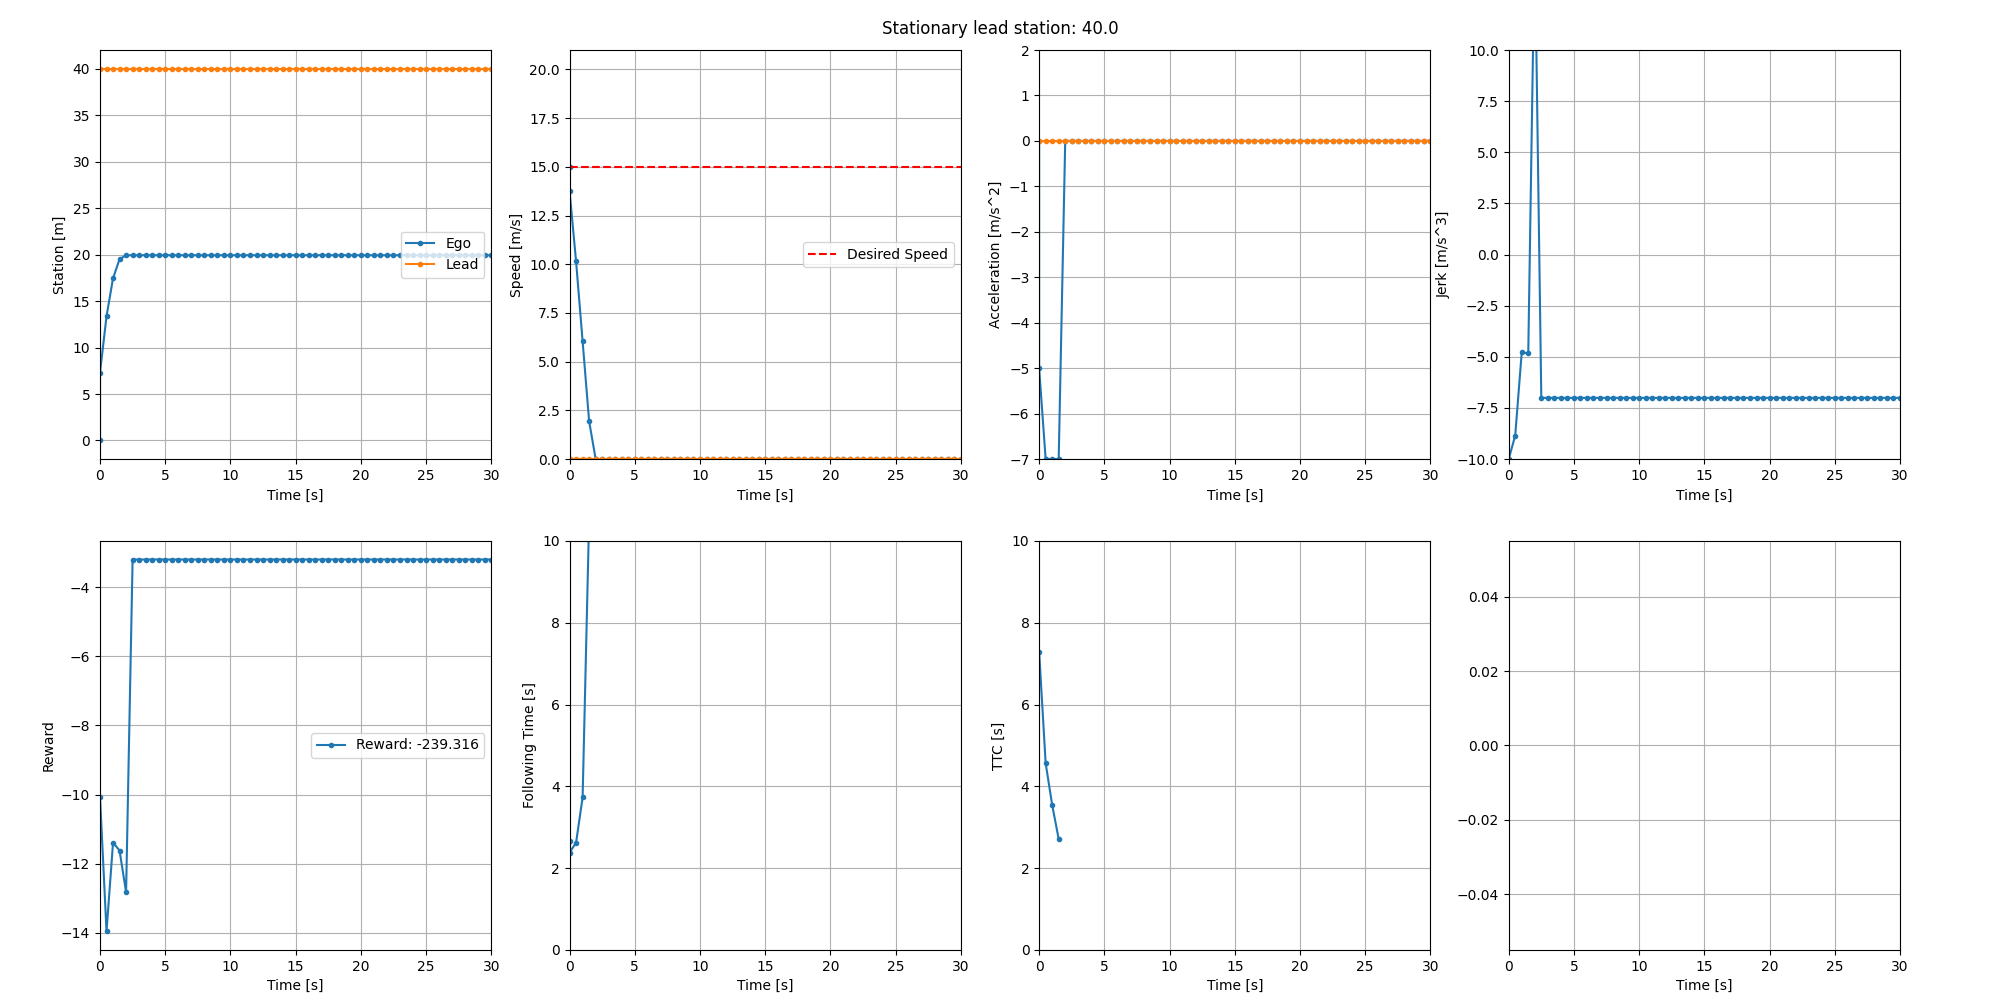 Stationary lead station: 40.0
40
35
30
25
20
15
10
5
0
Station [m]
Ego
Lead
0 5 10 15 20 25 30
Time [s]
20.0
17.5
15.0
12.5
10.0
7.5
5.0
2.5
0.0
Speed [m/s]
Desired Speed
0 5 10 15 20 25 30
Time [s]
2
1
0
−1
−2
−3
−4
−5
−6
−7
Acceleration [m/s^2]
0 5 10 15 20 25 30
Time [s]
10.0
7.5
5.0
2.5
0.0
−2.5
−5.0
−7.5
−10.0
Jerk [m/s^3]
0 5 10 15 20 25 30
Time [s]
−4
−6
−8
−10
−12
−14
Reward
Reward: -239.316
0 5 10 15 20 25 30
Time [s]
10
8
6
4
2
0
Following Time [s]
0 5 10 15 20 25 30
Time [s]
10
8
6
4
2
0
TTC [s]
0 5 10 15 20 25 30
Time [s]
0.04
0.02
0.00
−0.02
−0.04
0 5 10 15 20 25 30
Time [s]